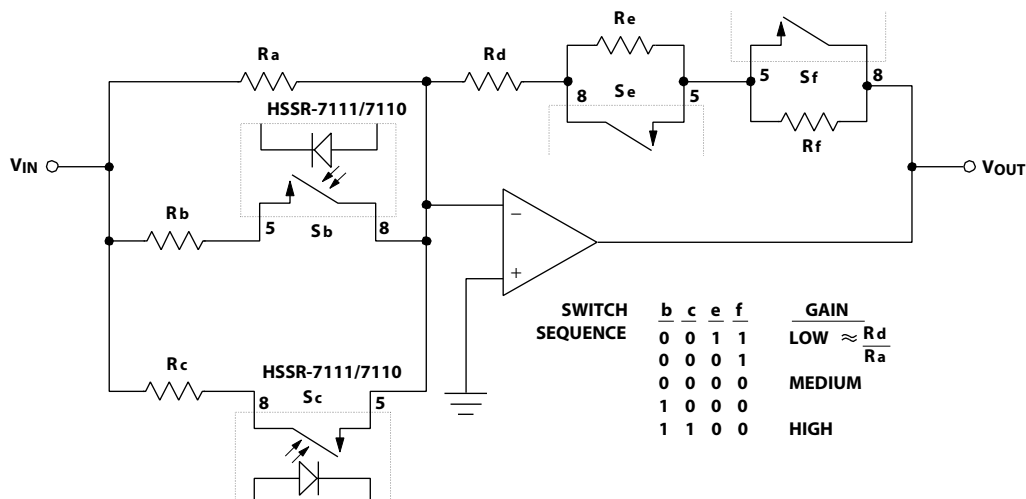 Ra
Rd
Re
8
Se
5
5
Sf
8
Rf
HSSR-7111/7110
VIN
VOUT
Rb
5
Sb
8
−
+
Rc
HSSR-7111/7110
8
Sc
5
SWITCH SEQUENCE
b c e f
GAIN
0 0 1 1 LOW ≈ Rd
Ra
0 0 0 1
0 0 0 0 MEDIUM
1 0 0 0
1 1 0 0 HIGH